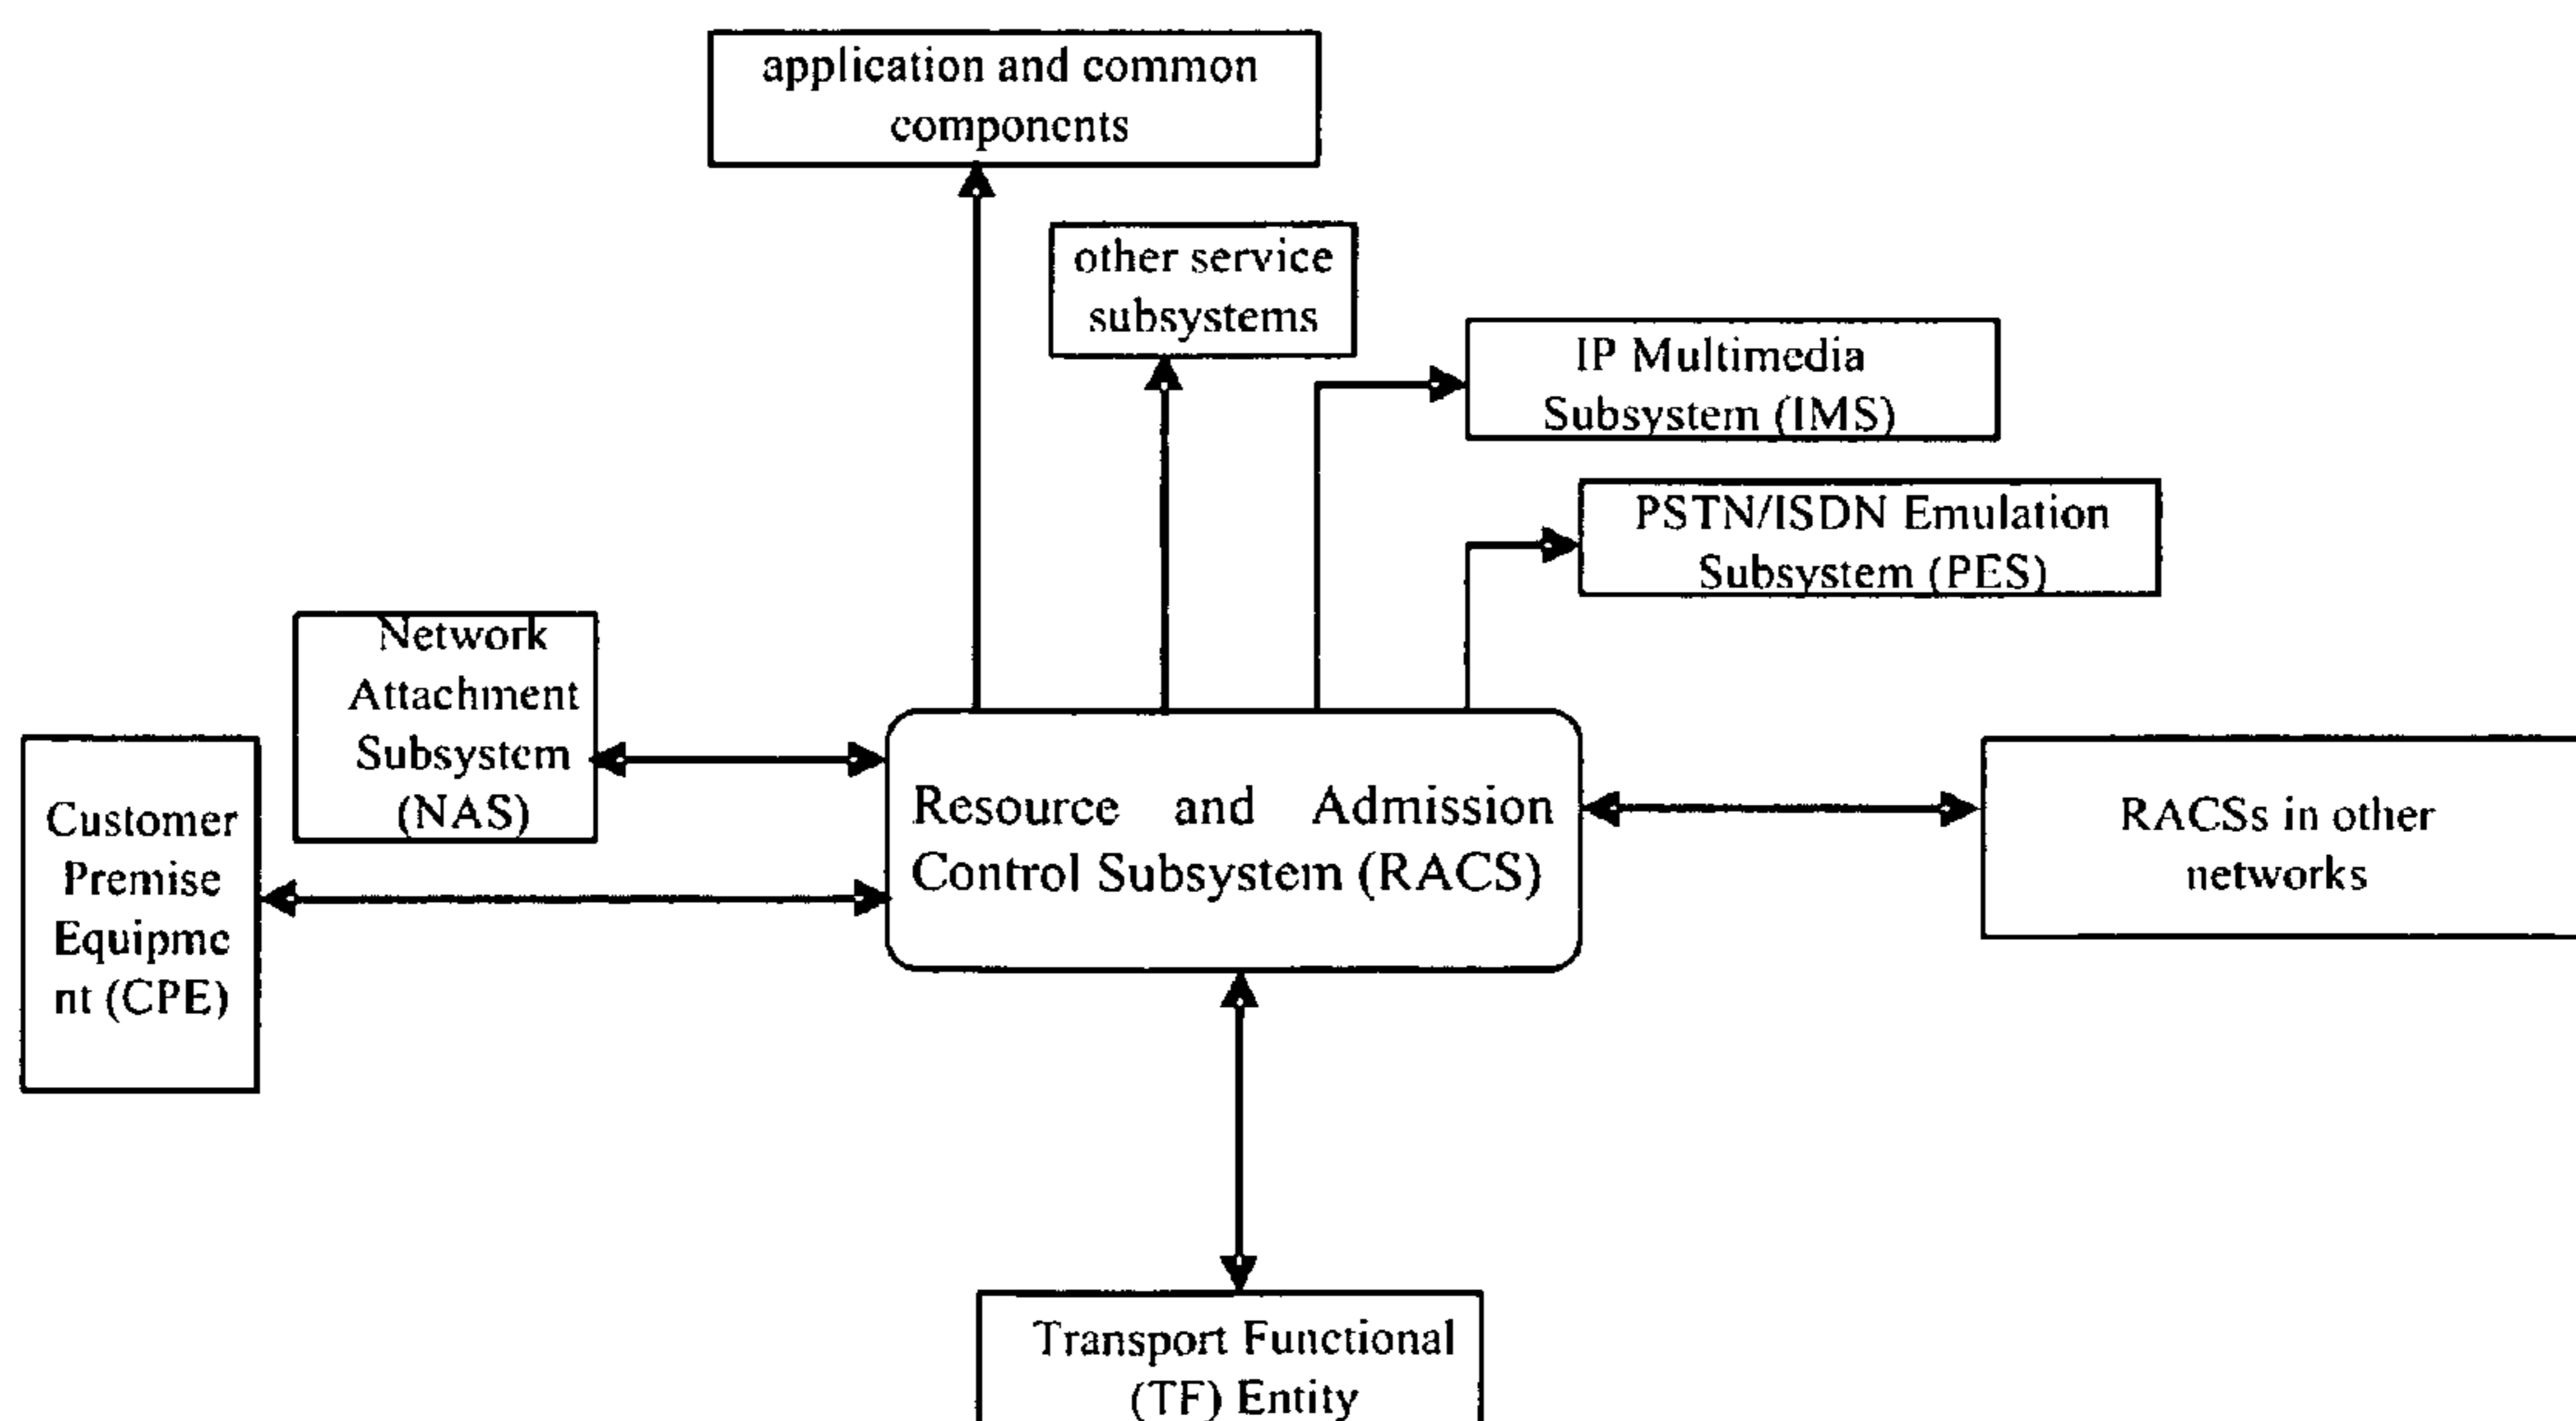 application and common
components
other service
subsystems
IP Multimedia
Subsystem (IMS)
PSTN/ISDN Emulation
Subsystem (PES)
Network
Attachment
Subsystem
(NAS)
Customer
Premise
Equipme
nt (CPE)
Resource and Admission
Control Subsystem (RACS)
RACSs in other
networks
Transport Functional
(TF) Entity